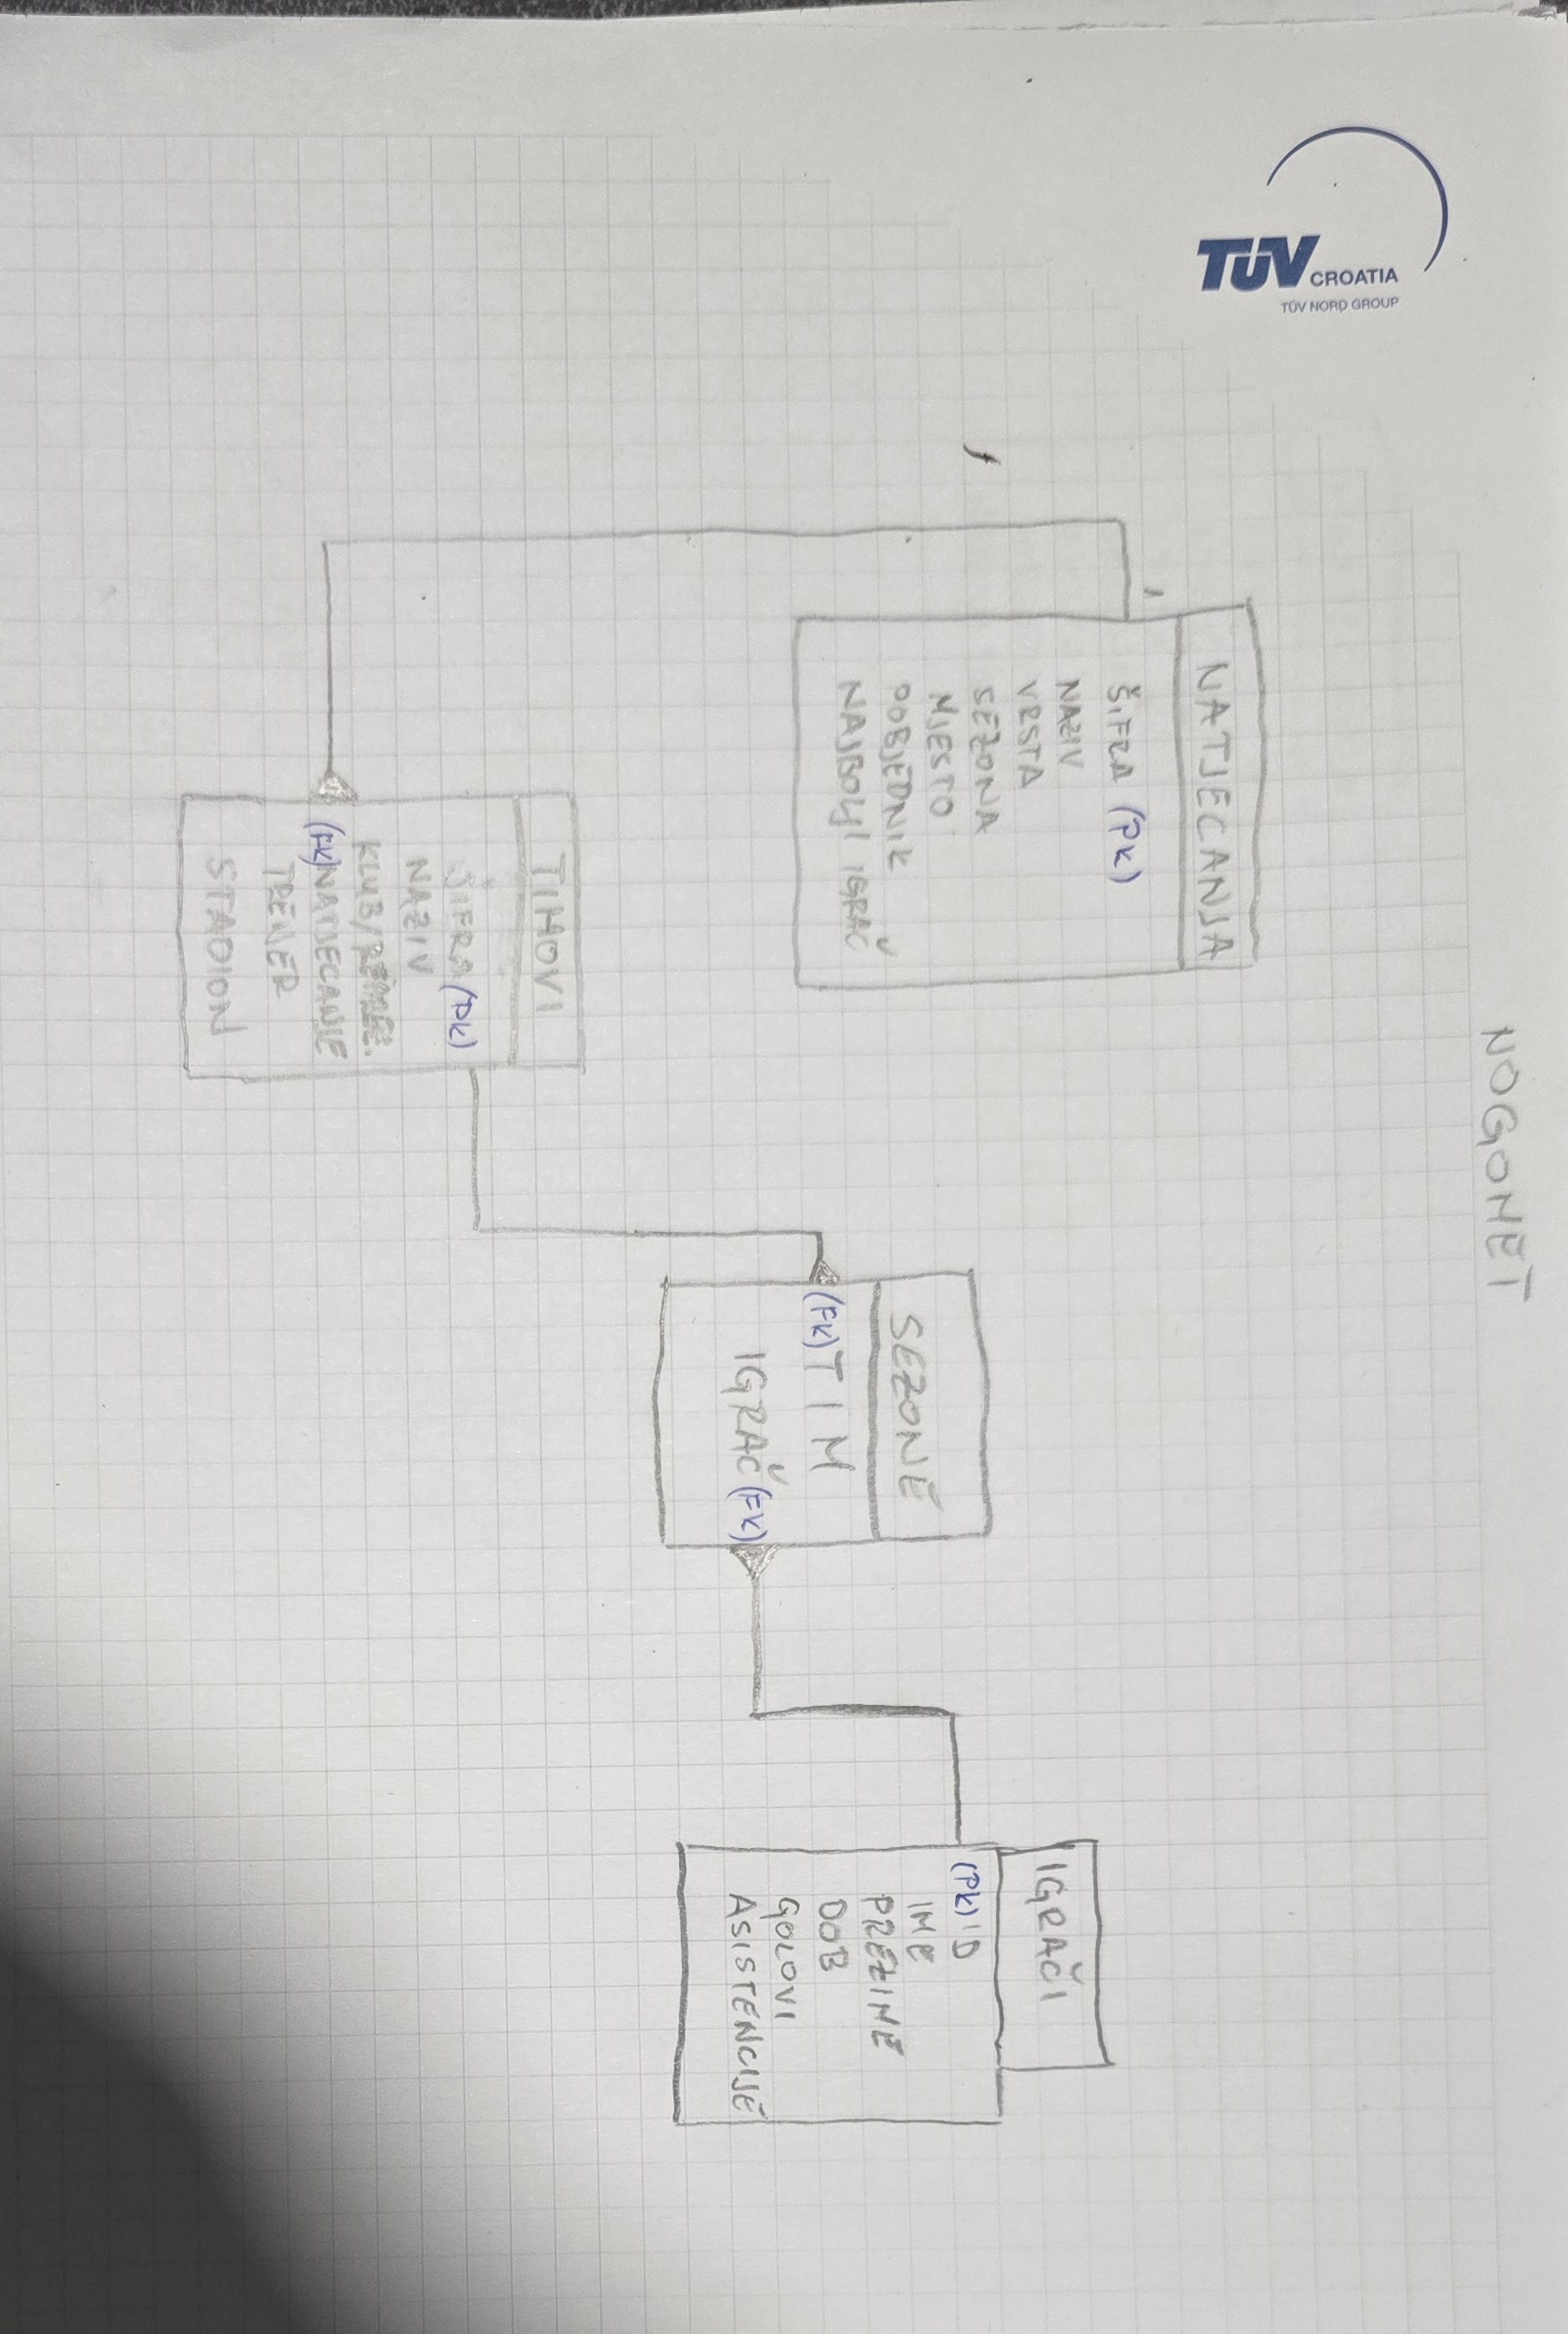 NOGOMET
TÜV CROATIA
TÜV NORD GROUP
NATJECANJA
1
ŠIFRA (PK)
NAZIV
VRSTA
SEZONA
MJESTO
POBJEDNIK
NAJBOLJI IGRAČ
IGRAČI
(PK) ID
IME
PREZIME
DOB
GOLOVI
ASISTENCIJE
SEZONE
(FK) TIM
IGRAČ (FK)
TIMOVI
ŠIFRA (PK)
NAZIV
KLUB/REPREZ.
(FK) NATJECANJE
TRENER
STADION